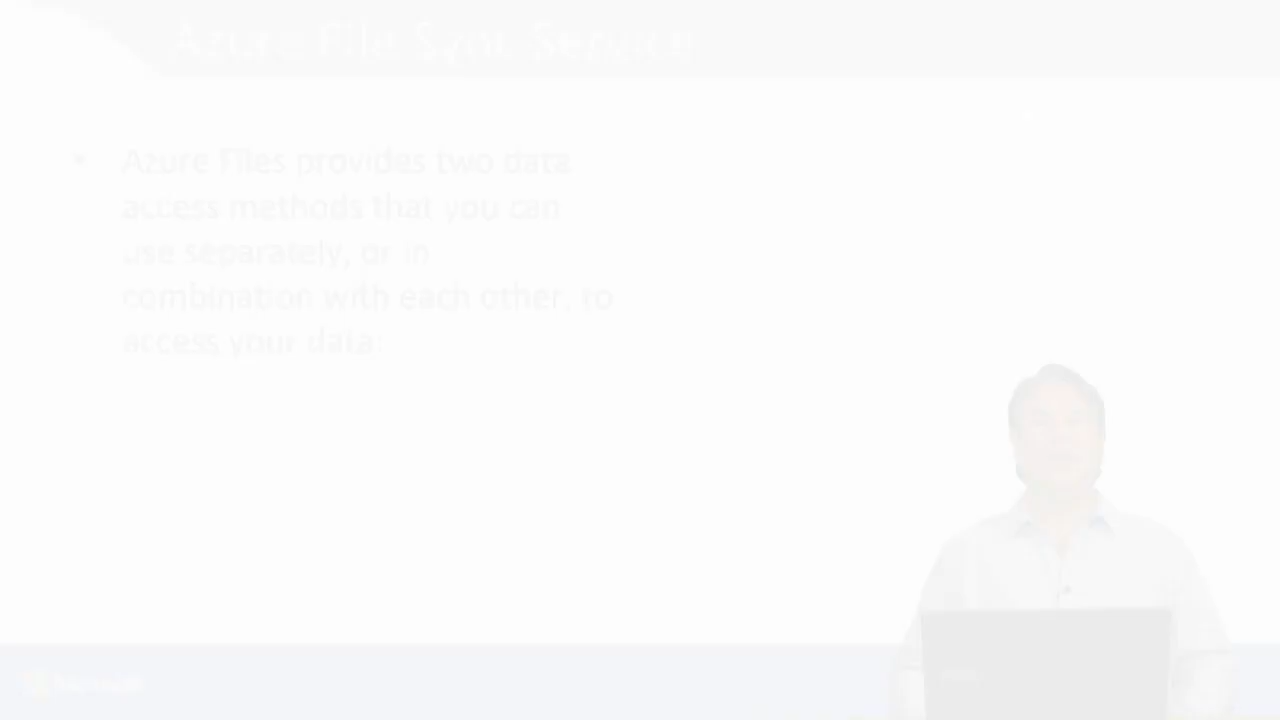 Azure File Sync Service
• Azure Files provides two data
access methods that you can
use separately, or in
combination with each other, to
access your data:
Microsoft